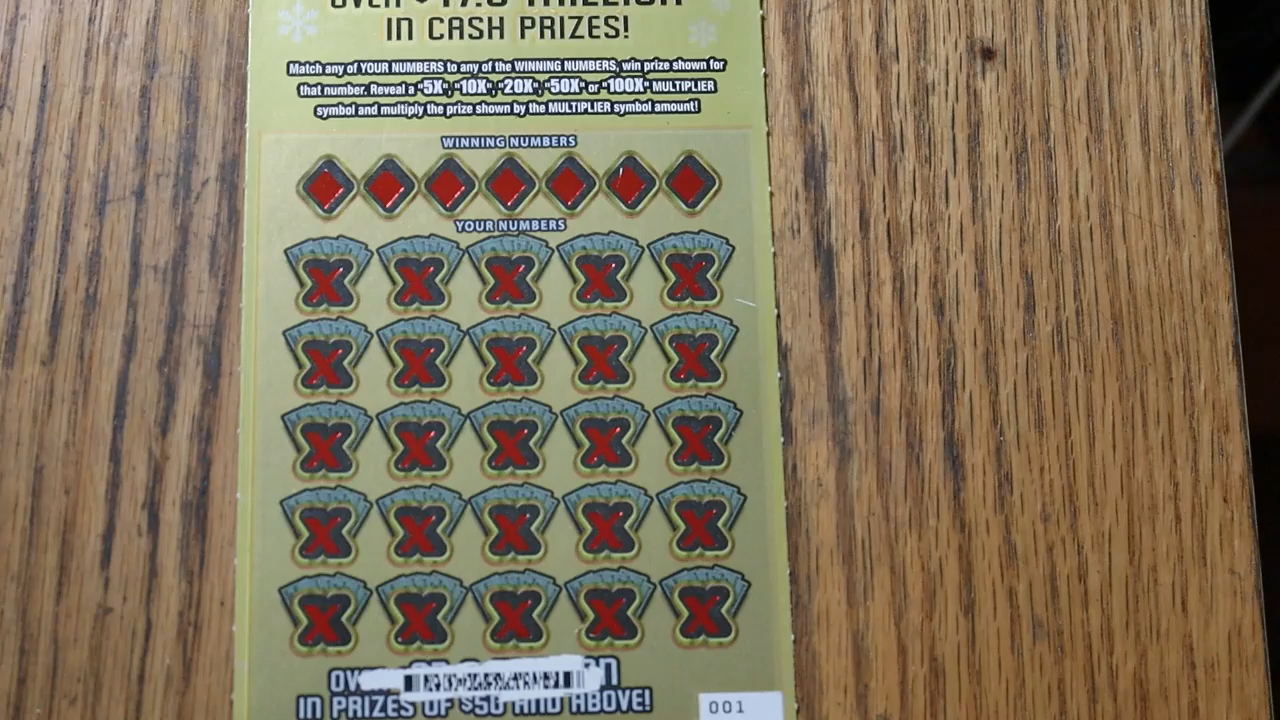 IN CASH PRIZES!
Match any of YOUR NUMBERS to any of the WINNING NUMBERS, win prize shown for
that number. Reveal a "5X", "10X", "20X", "50X" or "100X" MULTIPLIER
symbol and multiply the prize shown by the MULTIPLIER symbol amount!
WINNING NUMBERS
YOUR NUMBERS
X X X X X
X X X X X
X X X X X
X X X X X
X X X X X
IN PRIZES OF $50 AND ABOVE!
001